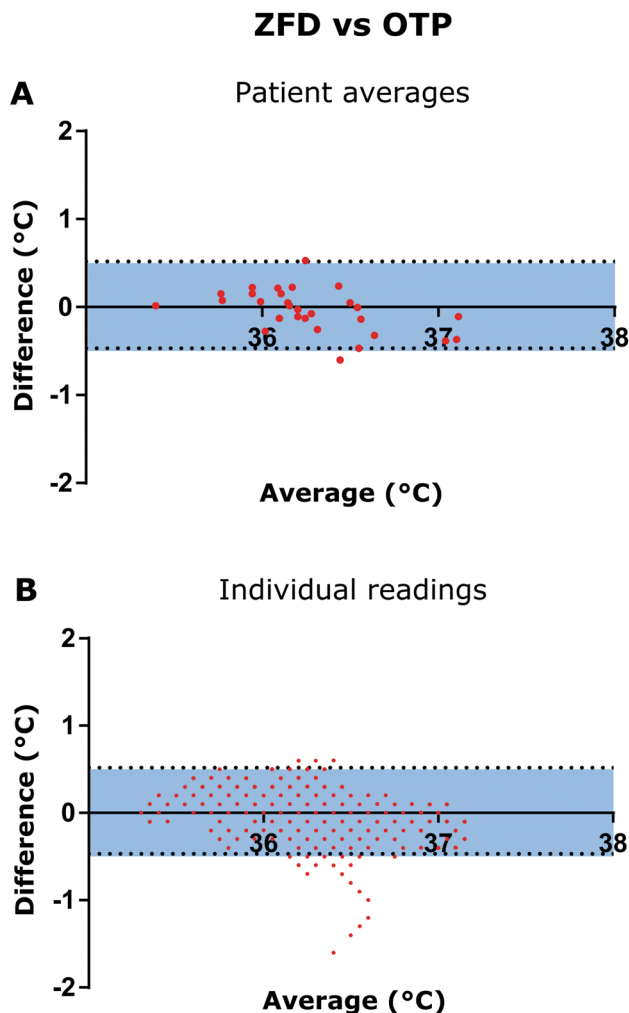 ZFD vs OTP
A
Patient averages
2
1
0
-1
-2
Difference (°C)
36
37
38
Average (°C)
B
Individual readings
2
1
0
-1
-2
Difference (°C)
36
37
38
Average (°C)